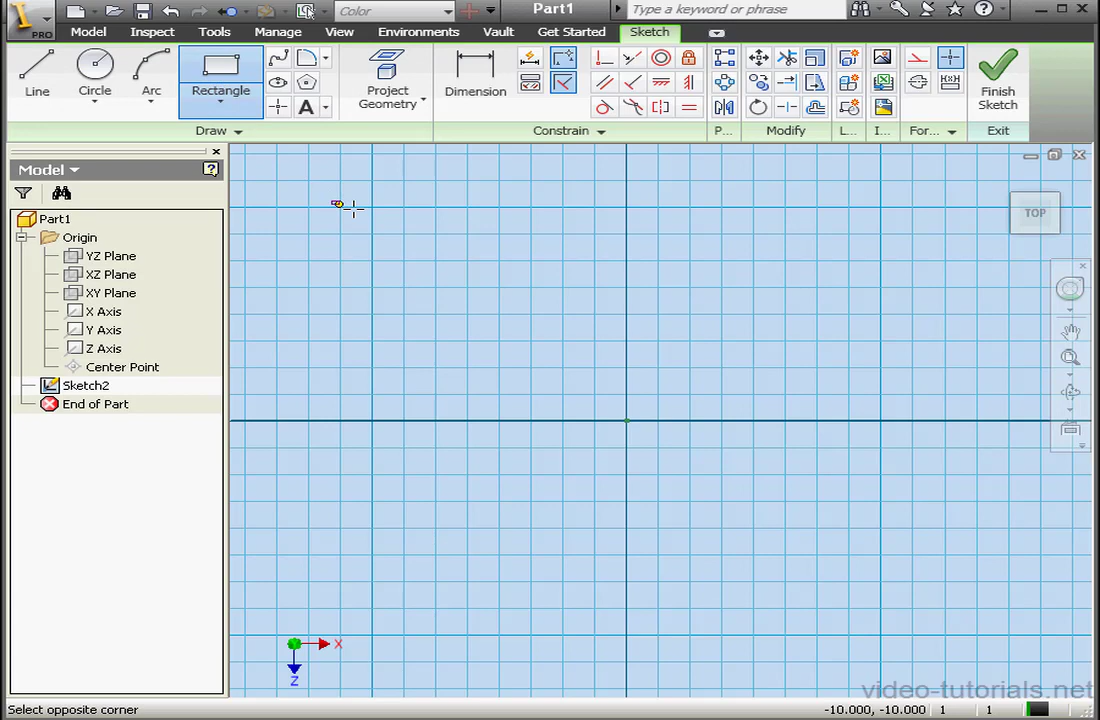 Color
Part1
Type a keyword or phrase
PRO
Model
Inspect
Tools
Manage
View
Environments
Vault
Get Started
Sketch
Line
Circle
Arc
Rectangle
A
Project
Geometry
Dimension
Finish
Sketch
Draw
Constrain
P...
Modify
L...
I...
For...
Exit
Model
Part1
Origin
YZ Plane
XZ Plane
XY Plane
X Axis
Y Axis
Z Axis
Center Point
Sketch2
End of Part
TOP
X
Z
video-tutorials.net
Select opposite corner
-10.000, -10.000
1
1